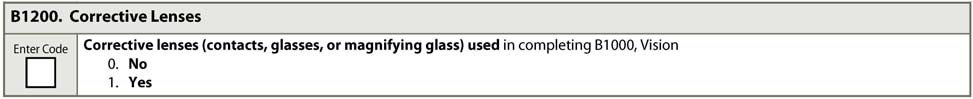 B1200. Corrective Lenses
Enter Code
Corrective lenses (contacts, glasses, or magnifying glass) used in completing B1000, Vision
0. No
1. Yes